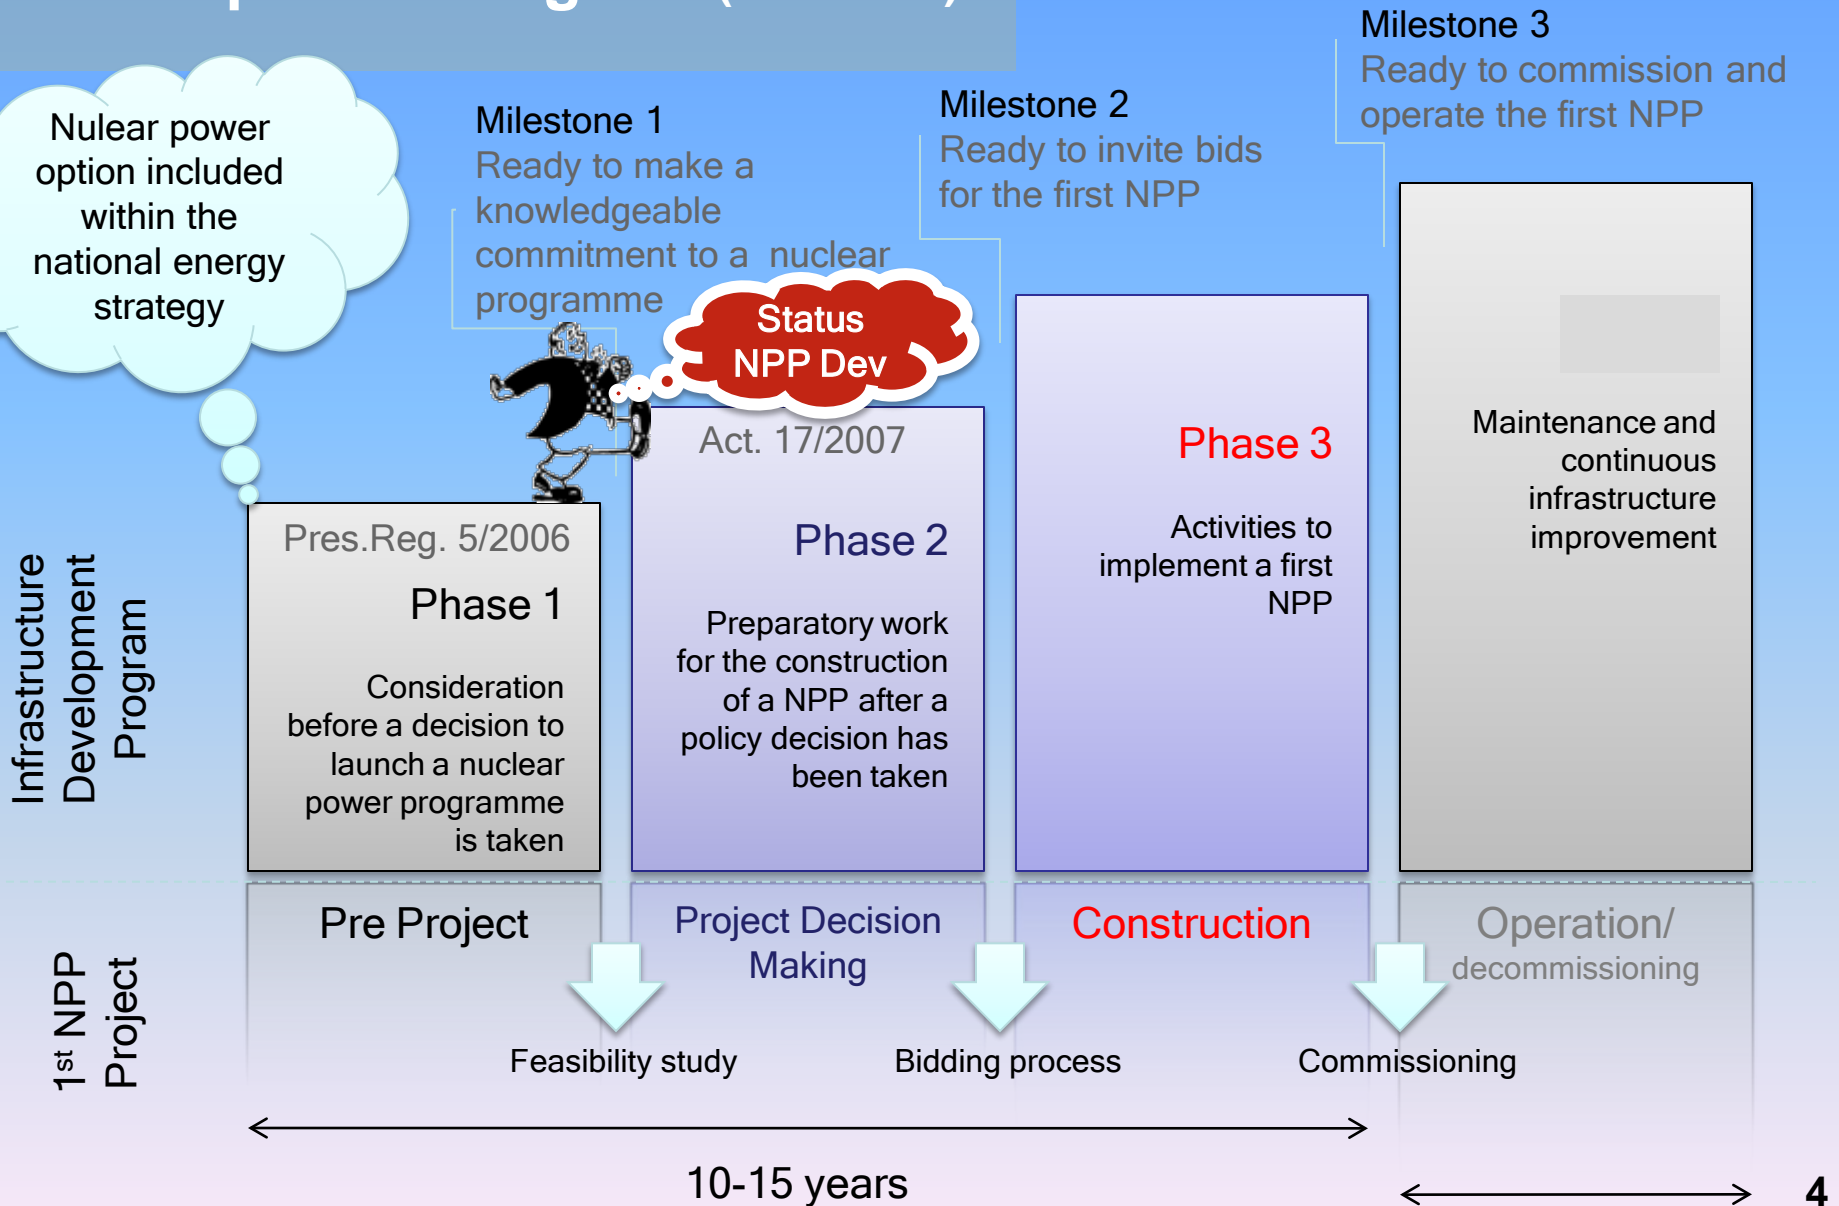 Nulear power
option included
within the
national energy
strategy
Milestone 1
Ready to make a
knowledgeable
commitment to a nuclear
programme
Milestone 2
Ready to invite bids
for the first NPP
Milestone 3
Ready to commission and
operate the first NPP
Status
NPP Dev
Infrastructure
Development
Program
Pres.Reg. 5/2006
Phase 1
Consideration
before a decision to
launch a nuclear
power programme
is taken
Act. 17/2007
Phase 2
Preparatory work
for the construction
of a NPP after a
policy decision has
been taken
Phase 3
Activities to
implement a first
NPP
Maintenance and
continuous
infrastructure
improvement
1st NPP
Project
Pre Project
Project Decision
Making
Construction
Operation/
decommissioning
Feasibility study
Bidding process
Commissioning
10-15 years
4